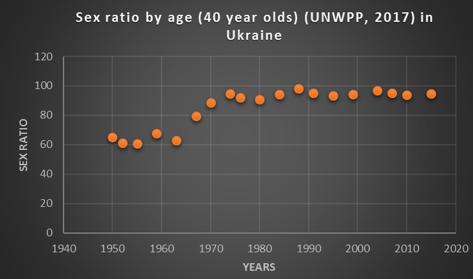 Sex ratio by age (40 year olds) (UNWPP, 2017) in
Ukraine
120
100
80
60
40
20
0
SEX RATIO
1940 1950 1960 1970 1980 1990 2000 2010 2020
YEARS